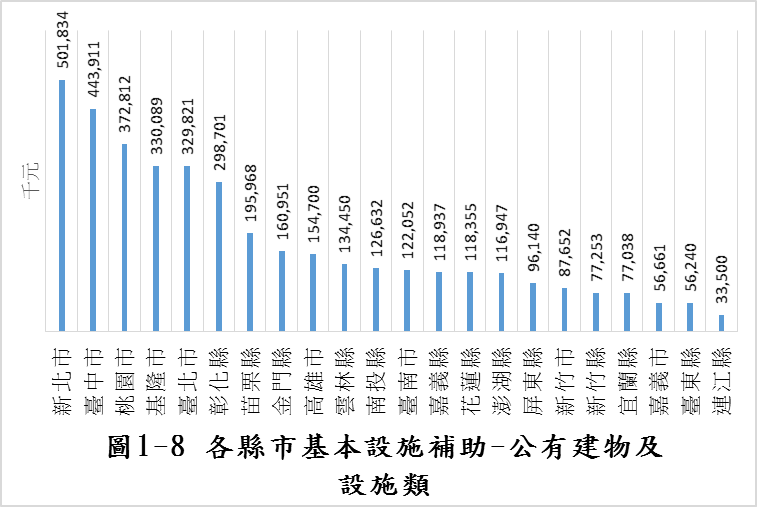 千元
501,834
443,911
372,812
330,089
329,821
298,701
195,968
160,951
154,700
134,450
126,632
122,052
118,937
118,355
116,947
96,140
87,652
77,253
77,038
56,661
56,240
33,500
新北市
臺中市
桃園市
基隆市
臺北市
彰化縣
苗栗縣
金門縣
高雄市
雲林縣
南投縣
臺南市
嘉義縣
花蓮縣
澎湖縣
屏東縣
新竹市
新竹縣
宜蘭縣
嘉義市
臺東縣
連江縣
圖1-8 各縣市基本設施補助-公有建物及
設施類